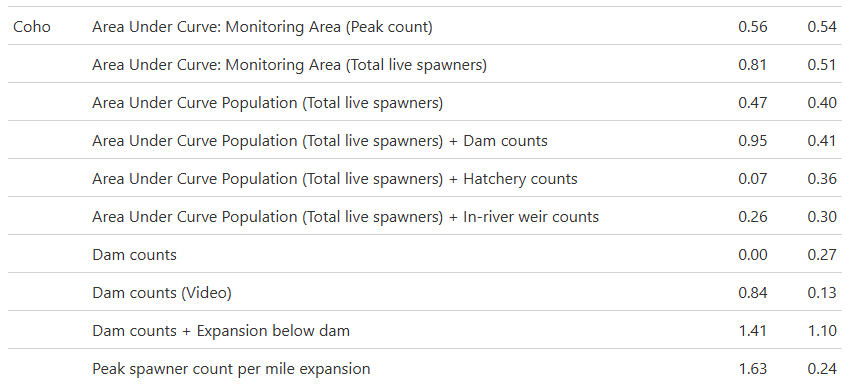 Coho Area Under Curve: Monitoring Area (Peak count) 0.56 0.54
Area Under Curve: Monitoring Area (Total live spawners) 0.81 0.51
Area Under Curve Population (Total live spawners) 0.47 0.40
Area Under Curve Population (Total live spawners) + Dam counts 0.95 0.41
Area Under Curve Population (Total live spawners) + Hatchery counts 0.07 0.36
Area Under Curve Population (Total live spawners) + In-river weir counts 0.26 0.30
Dam counts 0.00 0.27
Dam counts (Video) 0.84 0.13
Dam counts + Expansion below dam 1.41 1.10
Peak spawner count per mile expansion 1.63 0.24